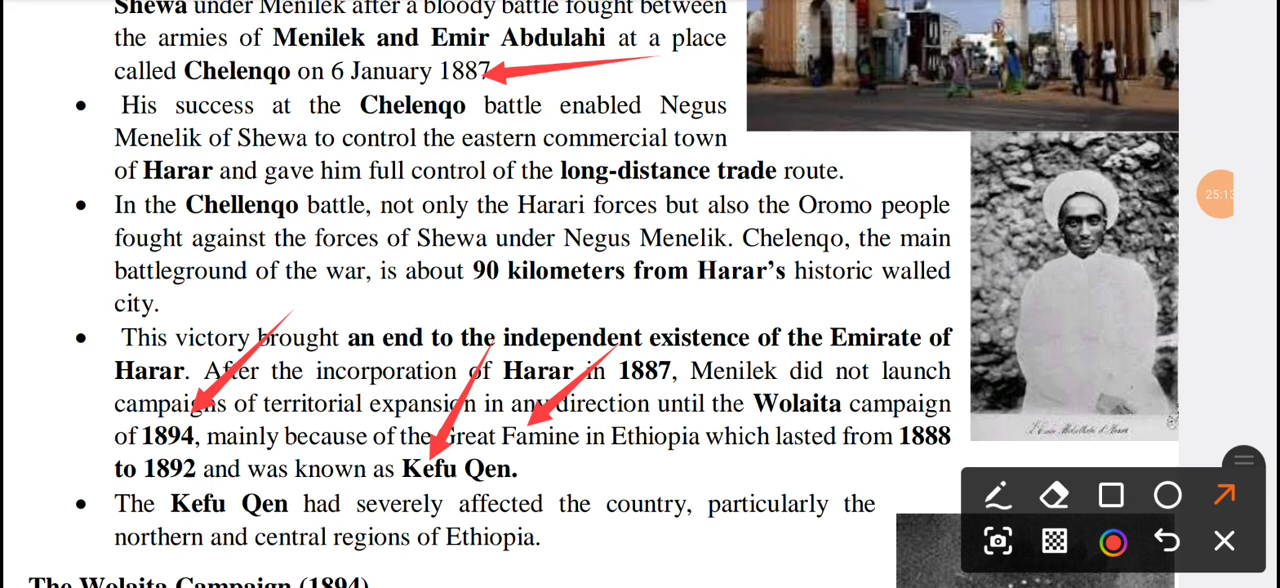 Shewa under Menilek after a bloody battle fought between
the armies of Menilek and Emir Abdulahi at a place
called Chelenqo on 6 January 1887
• His success at the Chelenqo battle enabled Negus
Menelik of Shewa to control the eastern commercial town
of Harar and gave him full control of the long-distance trade route.
• In the Chellenqo battle, not only the Harari forces but also the Oromo people
fought against the forces of Shewa under Negus Menelik. Chelenqo, the main
battleground of the war, is about 90 kilometers from Harar’s historic walled
city.
• This victory brought an end to the independent existence of the Emirate of
Harar. After the incorporation of Harar in 1887, Menilek did not launch
campaigns of territorial expansion in any direction until the Wolaita campaign
of 1894, mainly because of the Great Famine in Ethiopia which lasted from 1888
to 1892 and was known as Kefu Qen.
• The Kefu Qen had severely affected the country, particularly the
northern and central regions of Ethiopia.
The Wolaita Campaign (1894)
25:13